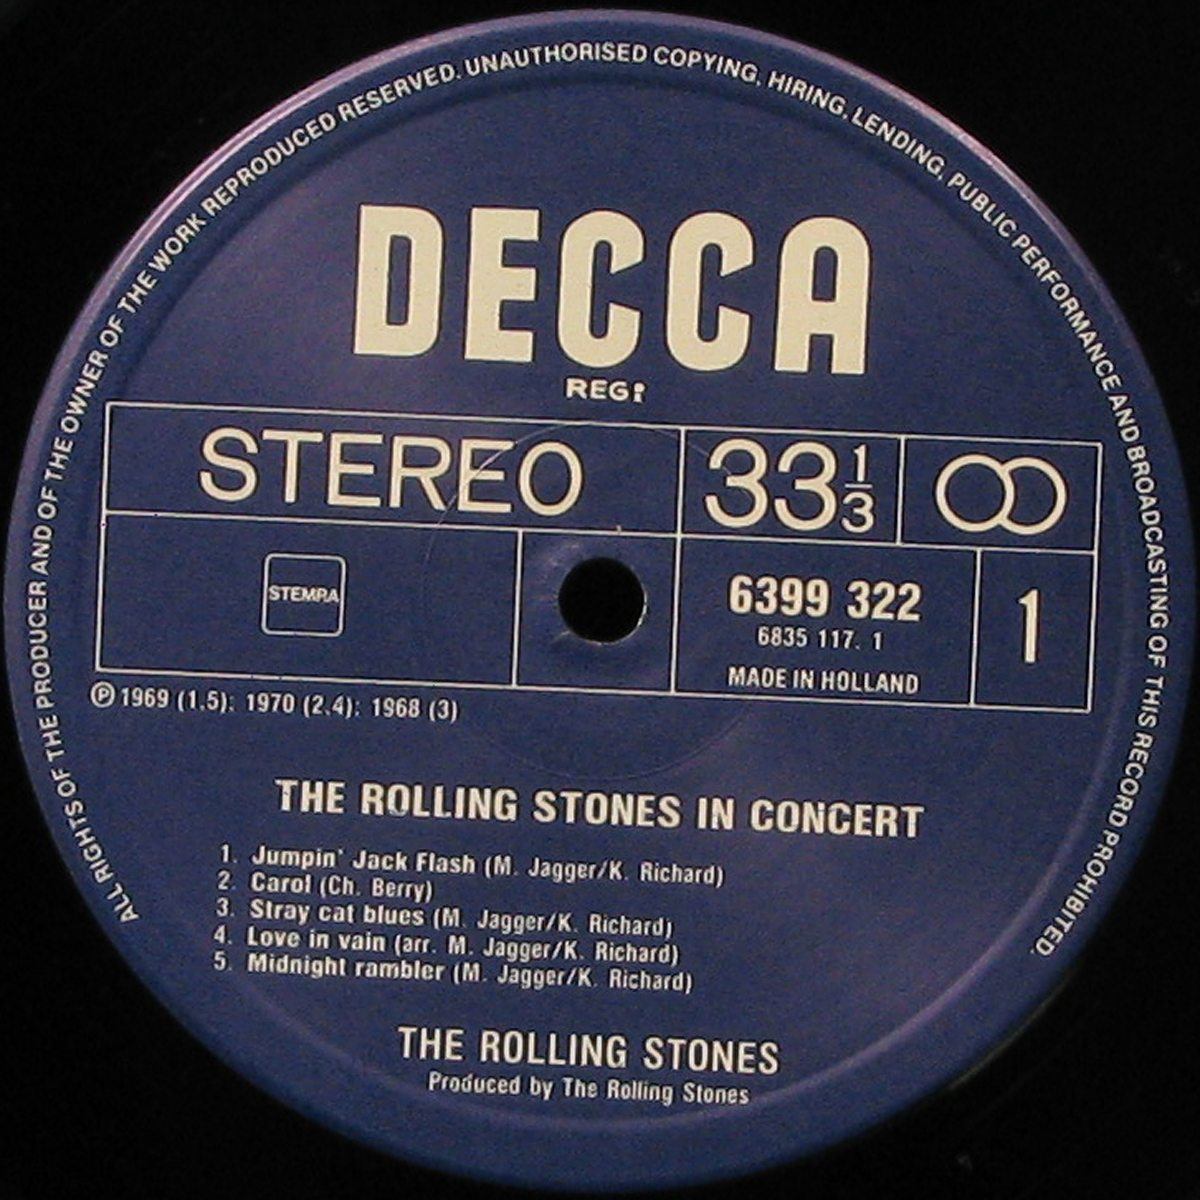 ALL RIGHTS OF THE PRODUCER AND OF THE OWNER OF THE WORK REPRODUCED RESERVED. UNAUTHORISED COPYING, HIRING, LENDING, PUBLIC PERFORMANCE AND BROADCASTING OF THIS RECORD PROHIBITED.
DECCA
REG:
STEREO 33 1/3
STEMRA 6399 322 1
6835 117. 1
MADE IN HOLLAND
Ⓟ 1969 (1.5): 1970 (2.4): 1968 (3)
THE ROLLING STONES IN CONCERT
1. Jumpin' Jack Flash (M. Jagger/K. Richard)
2. Carol (Ch. Berry)
3. Stray cat blues (M. Jagger/K. Richard)
4. Love in vain (arr. M. Jagger/K. Richard)
5. Midnight rambler (M. Jagger/K. Richard)
THE ROLLING STONES
Produced by The Rolling Stones